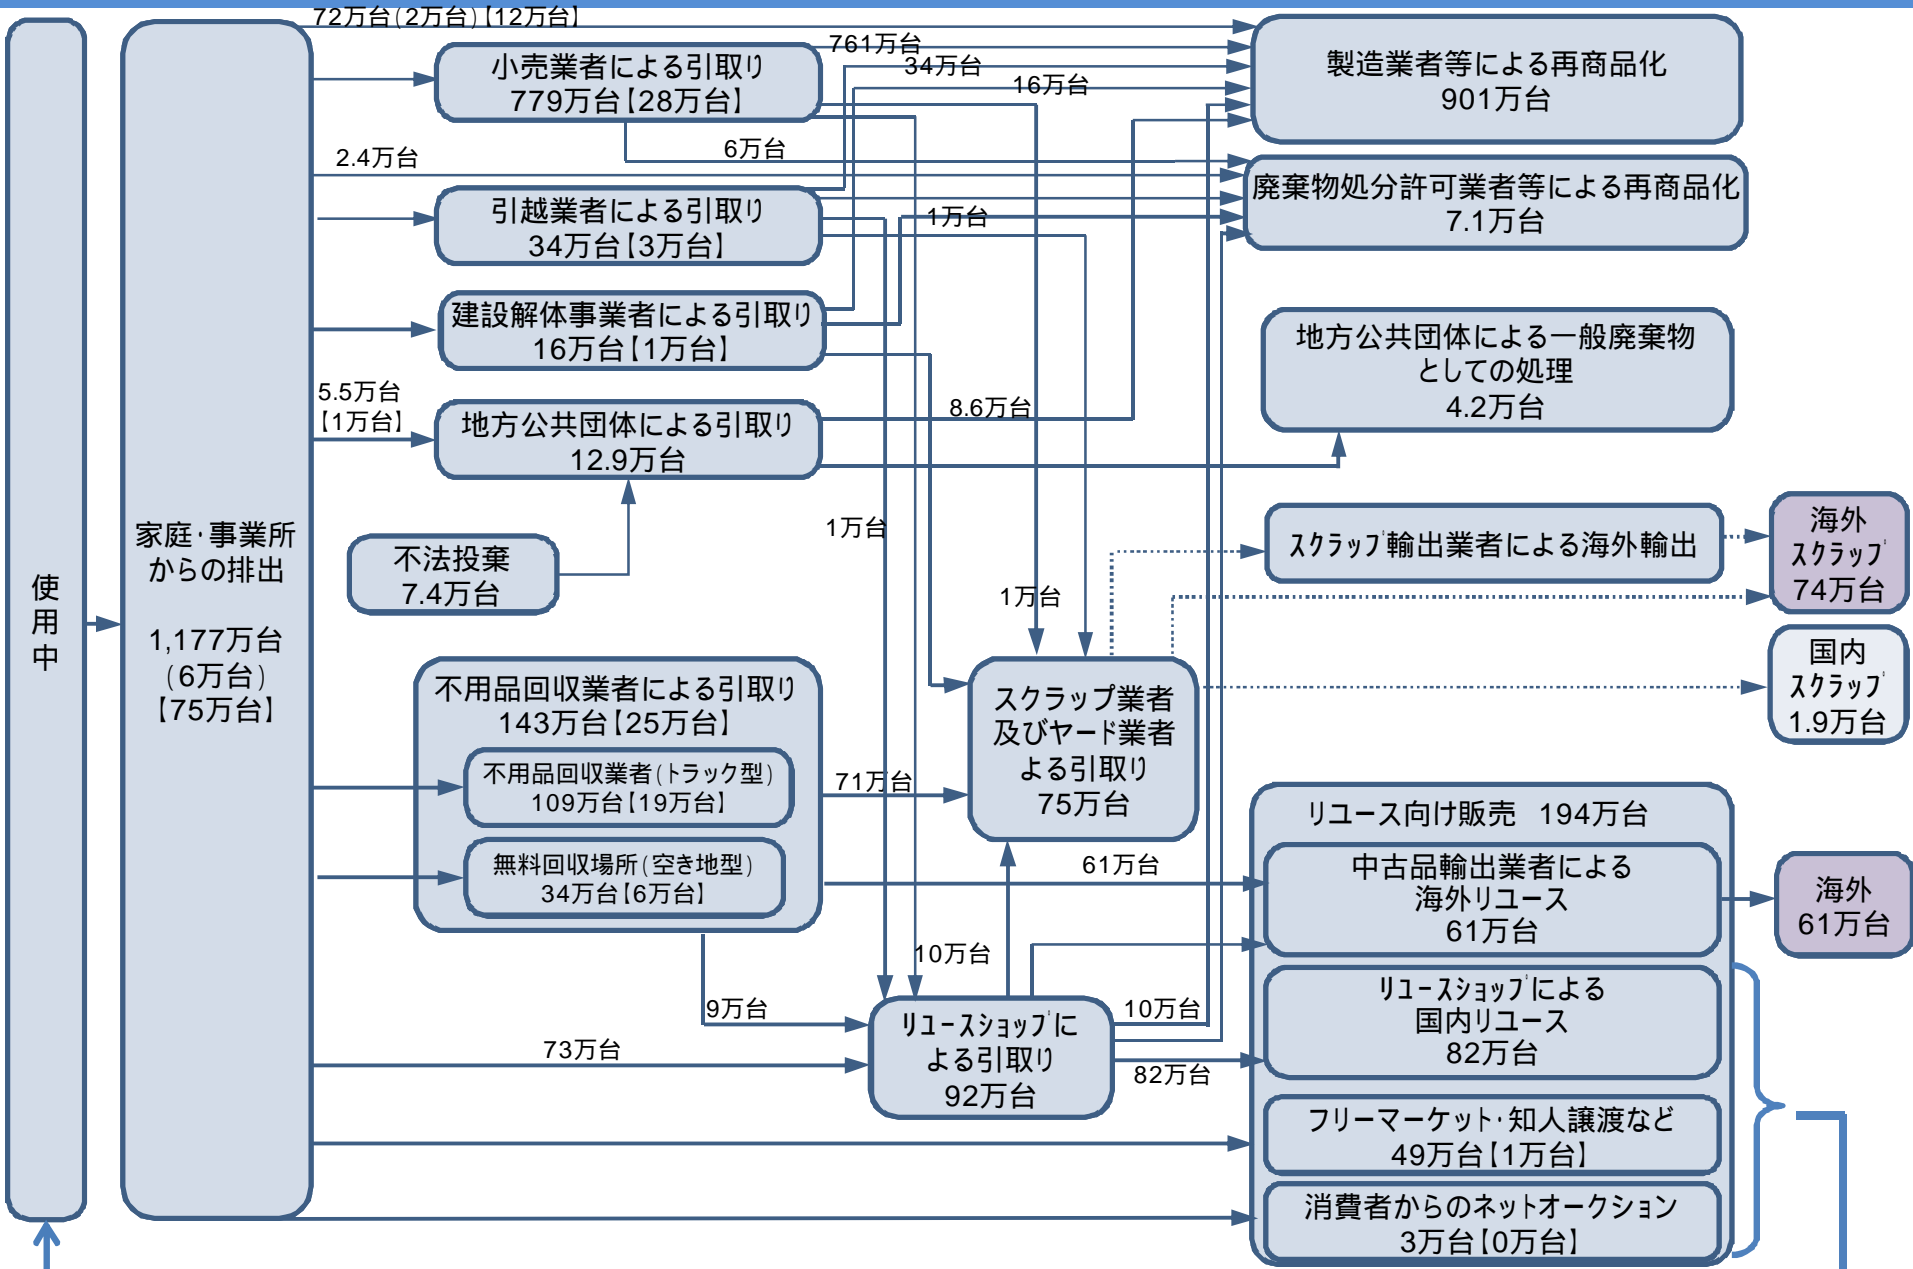 72万台(2万台)【12万台】
使用中
家庭・事業所
からの排出
1,177万台
(6万台)
【75万台】
小売業者による引取り
779万台【28万台】
761万台
34万台
16万台
製造業者等による再商品化
901万台
6万台
2.4万台
引越業者による引取り
34万台【3万台】
1万台
廃棄物処分許可業者等による再商品化
7.1万台
建設解体事業者による引取り
16万台【1万台】
地方公共団体による一般廃棄物
としての処理
4.2万台
5.5万台
【1万台】
地方公共団体による引取り
12.9万台
8.6万台
不法投棄
7.4万台
1万台
1万台
スクラップ輸出業者による海外輸出
海外
スクラップ
74万台
国内
スクラップ
1.9万台
不用品回収業者による引取り
143万台【25万台】
不用品回収業者(トラック型)
109万台【19万台】
無料回収場所(空き地型)
34万台【6万台】
71万台
スクラップ業者
及びヤード業者
よる引取り
75万台
61万台
10万台
9万台
73万台
リユースショップに
よる引取り
92万台
10万台
82万台
リユース向け販売 194万台
中古品輸出業者による
海外リユース
61万台
海外
61万台
リユースショップによる
国内リユース
82万台
フリーマーケット・知人譲渡など
49万台【1万台】
消費者からのネットオークション
3万台【0万台】